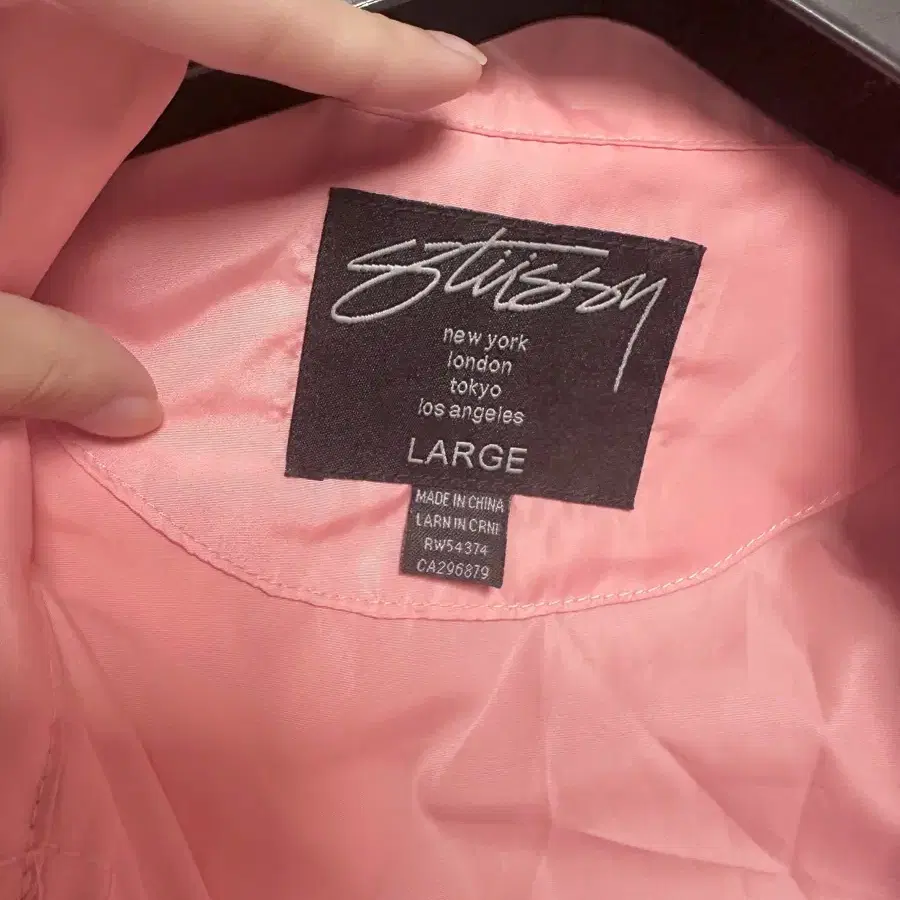 stüssy
new york
london
tokyo
los angeles
LARGE
MADE IN CHINA
LARN IN CRNI
RW54374
CA296879